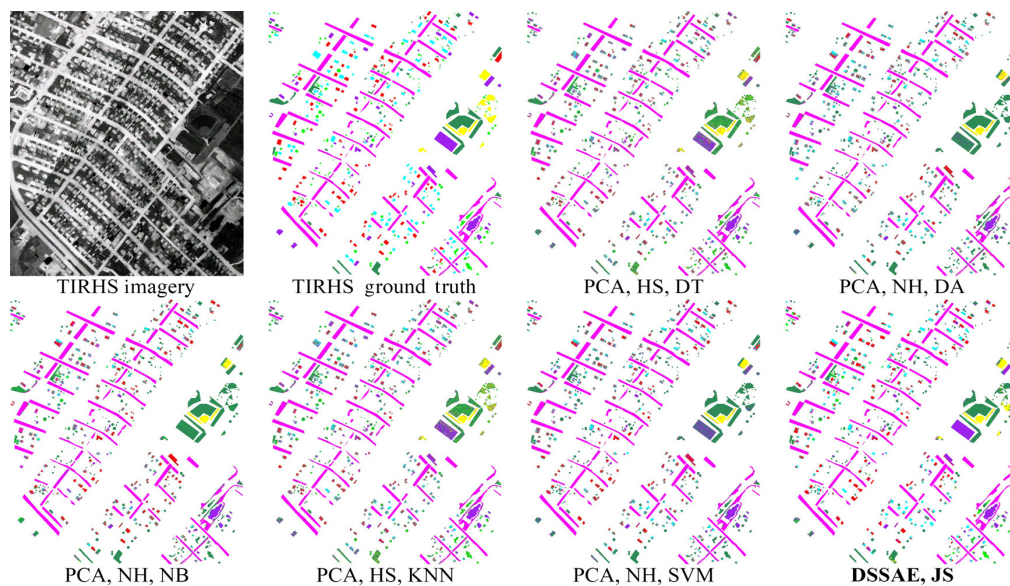 TIRHS imagery
TIRHS ground truth
PCA, HS, DT
PCA, NH, DA
PCA, NH, NB
PCA, HS, KNN
PCA, NH, SVM
DSSAE, JS